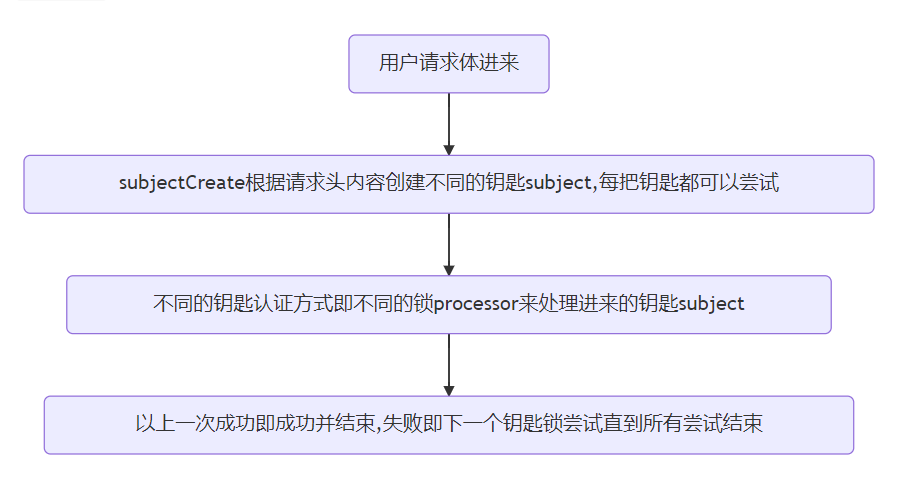 用户请求体进来
subjectCreate根据请求头内容创建不同的钥匙subject,每把钥匙都可以尝试
不同的钥匙认证方式即不同的锁processor来处理进来的钥匙subject
以上一次成功即成功并结束,失败即下一个钥匙锁尝试直到所有尝试结束